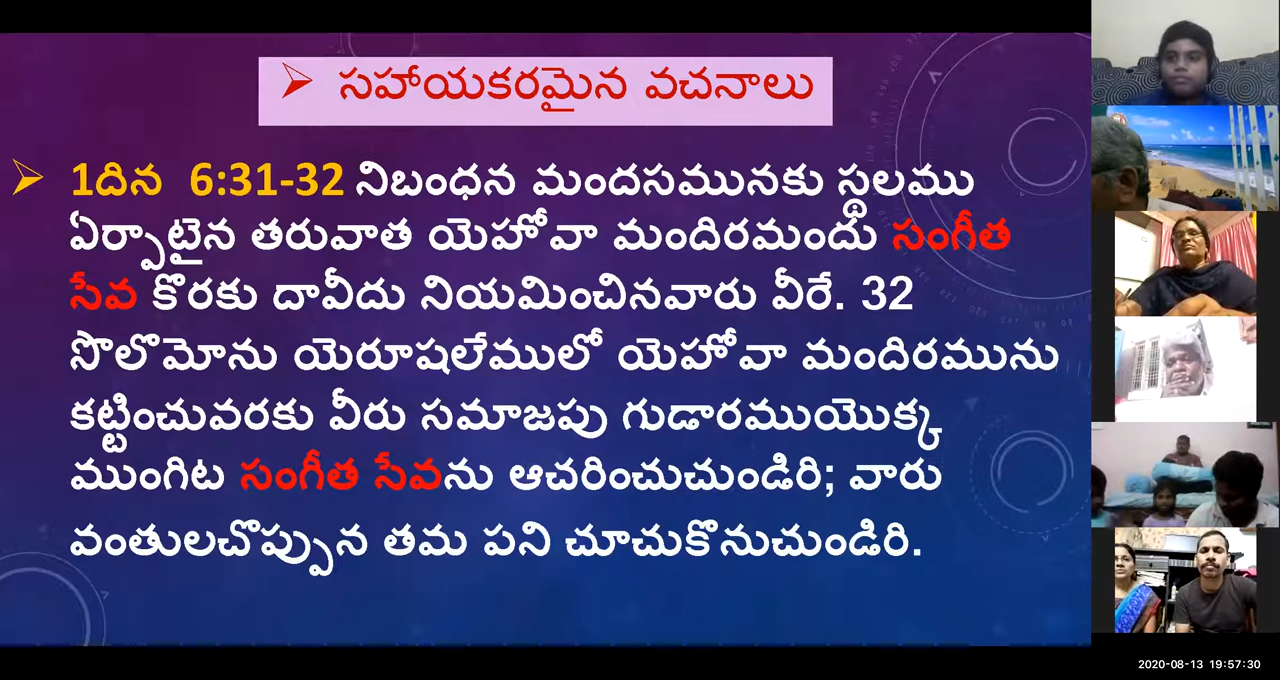 ➢ సహాయకరమైన వచనాలు
➢ 1దిన 6:31-32 నిబంధన మందసమునకు స్థలము
ఏర్పాటైన తరువాత యెహోవా మందిరమందు సంగీత
సేవ కొరకు దావీదు నియమించినవారు వీరే. 32
సొలొమోను యెరూషలేములో యెహోవా మందిరమును
కట్టించువరకు వీరు సమాజపు గుడారముయొక్క
ముంగిట సంగీత సేవను ఆచరించుచుండిరి; వారు
వంతులచొప్పున తమ పని చూచుకొనుచుండిరి.
2020-08-13 19:57:30